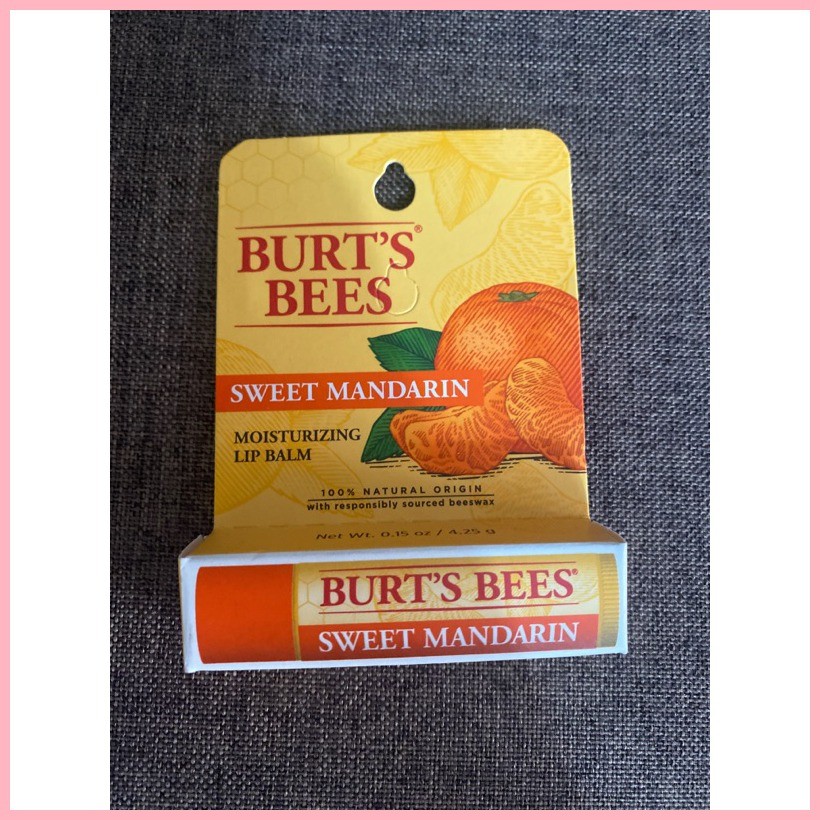 BURT'S®
BEES
SWEET MANDARIN
MOISTURIZING
LIP BALM
100% NATURAL ORIGIN
with responsibly sourced beeswax
Net Wt. 0.15 oz / 4.25 g
BURT'S BEES®
SWEET MANDARIN